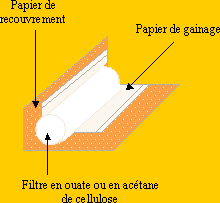 Papier de
recouvrement
Papier de gainage
Filtre en ouate ou en acétane
de cellulose